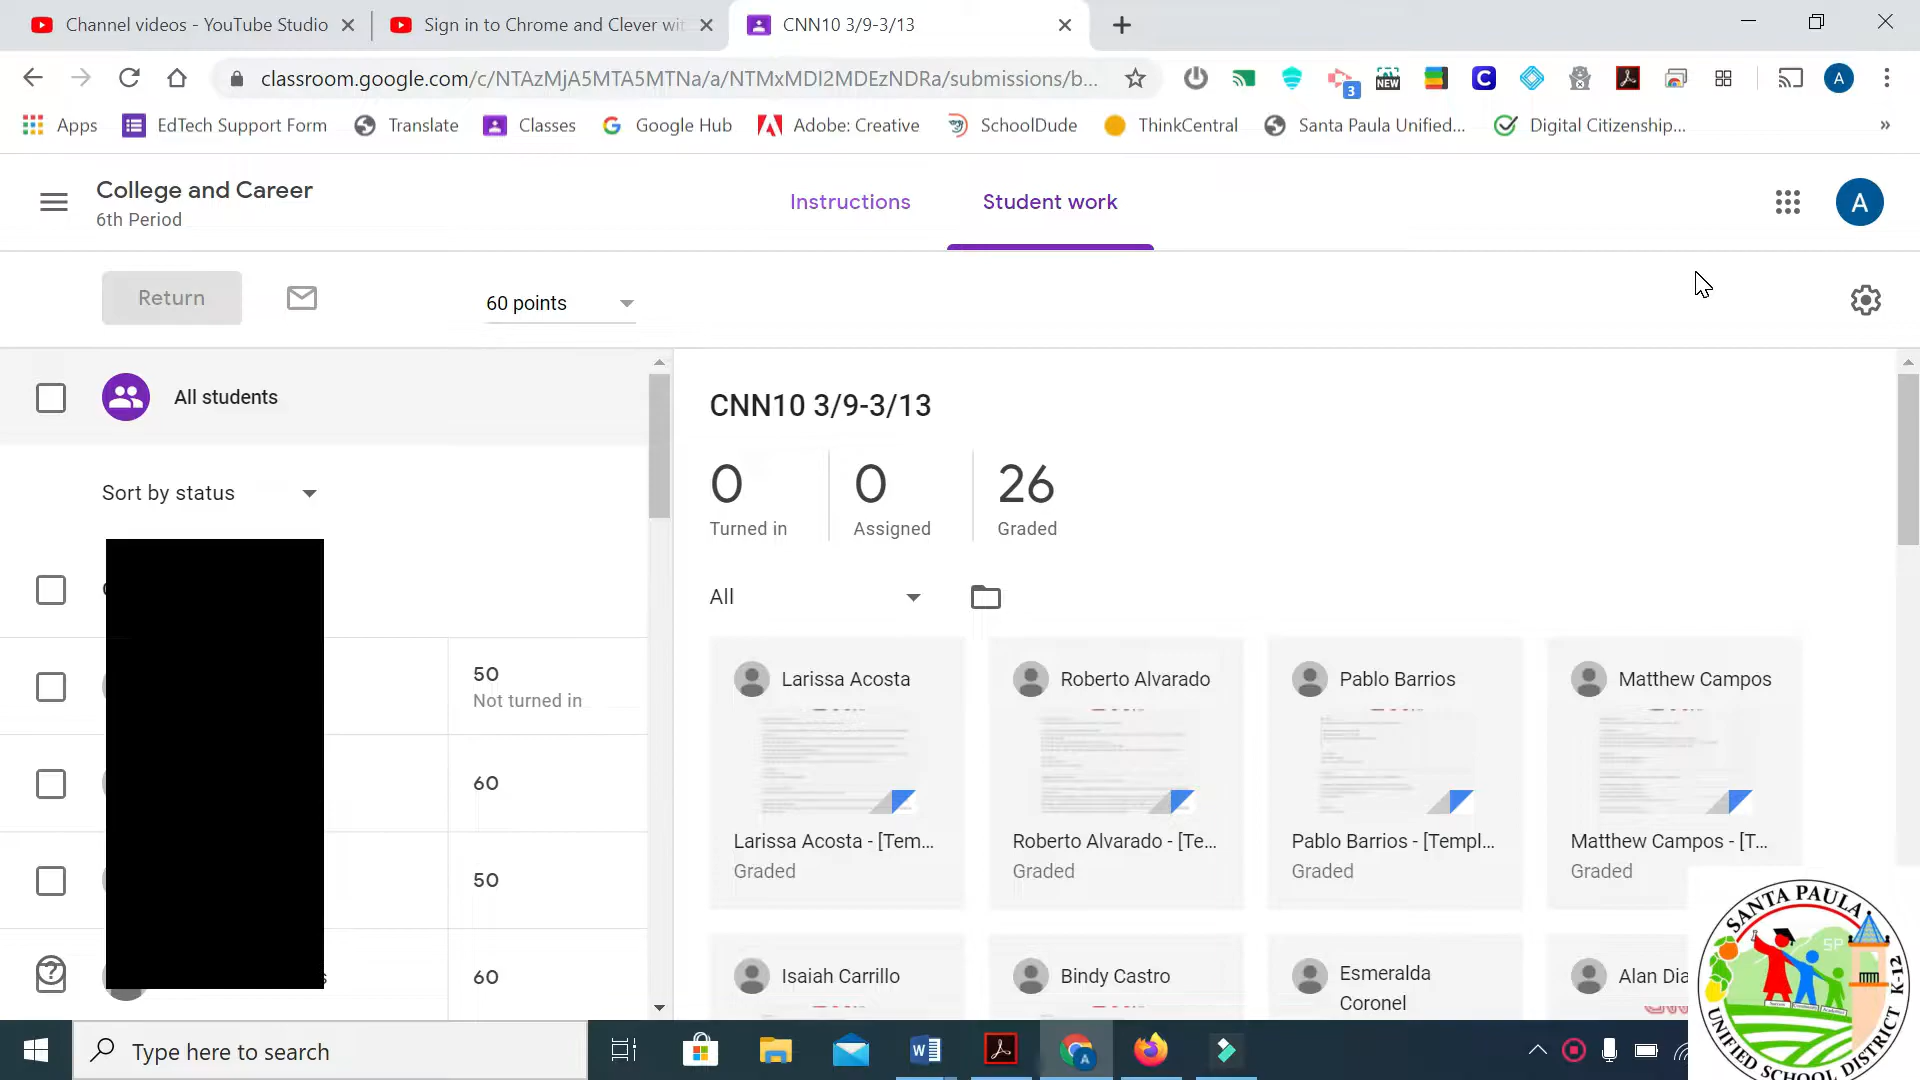 Channel videos - YouTube Studio
Sign in to Chrome and Clever wit
CNN10 3/9-3/13
classroom.google.com/c/NTAzMjA5MTA5MTNa/a/NTMxMDI2MDEzNDRa/submissions/b...
3
NEW
C
A
Apps
EdTech Support Form
Translate
Classes
Google Hub
Adobe: Creative
SchoolDude
ThinkCentral
Santa Paula Unified...
Digital Citizenship...
»
College and Career
6th Period
Instructions
Student work
A
Return
60 points
All students
CNN10 3/9-3/13
0
Turned in
0
Assigned
26
Graded
Sort by status
All
50
Not turned in
60
50
60
Larissa Acosta
Larissa Acosta - [Tem...
Graded
Roberto Alvarado
Roberto Alvarado - [Te...
Graded
Pablo Barrios
Pablo Barrios - [Templ...
Graded
Matthew Campos
Matthew Campos - [T...
Graded
Isaiah Carrillo
Bindy Castro
Esmeralda
Coronel
Alan Dia
Type here to search
A
SANTA PAULA
UNIFIED SCHOOL DISTRICT
K-12
SP